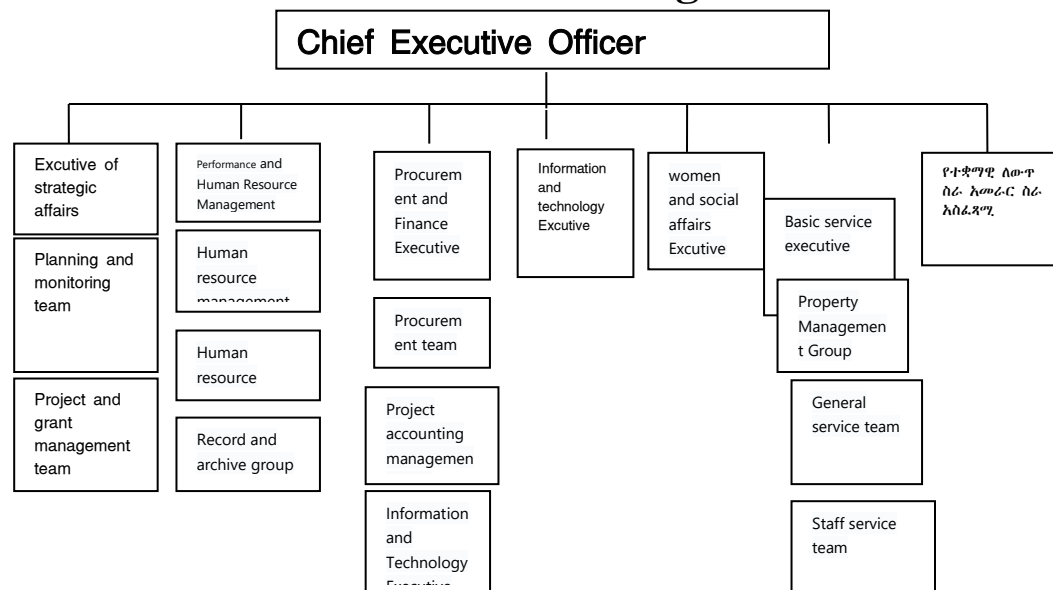 Chief Executive Officer
Excutive of
strategic
affairs
Planning and
monitoring
team
Project and
grant
management
team
Performance and
Human Resource
Management
Human
resource
management
Human
resource
Record and
archive group
Procurem
ent and
Finance
Executive
Procurem
ent team
Project
accounting
managemen
Information
and
Technology
Executive
Information
and
technology
Excutive
women
and social
affairs
Excutive
Basic service
executive
Property
Managemen
t Group
General
service team
Staff service
team
የተቋማዊ ለውጥ
ስራ አመራር ስራ
አስፈጻሚ